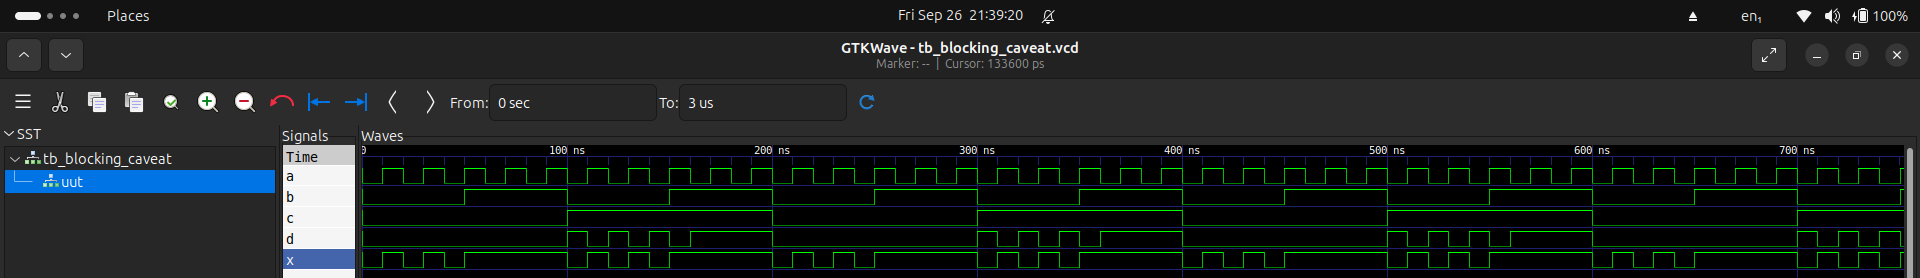 Places
Fri Sep 26 21:39:20
en₁
100%
GTKWave - tb_blocking_caveat.vcd
Marker: -- | Cursor: 133600 ps
From: 0 sec To: 3 us
SST
tb_blocking_caveat
uut
Signals
Time
a
b
c
d
x
Waves
0 100 ns 200 ns 300 ns 400 ns 500 ns 600 ns 700 ns